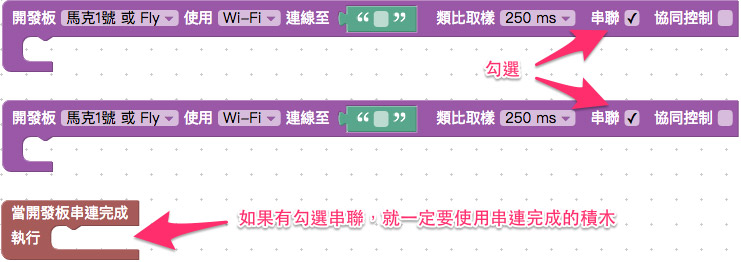 開發板 馬克1號 或 Fly 使用 Wi-Fi 連線至 “ ” 類比取樣 250 ms 串聯 ✓ 協同控制
勾選
開發板 馬克1號 或 Fly 使用 Wi-Fi 連線至 “ ” 類比取樣 250 ms 串聯 ✓ 協同控制
當開發板串連完成
執行
如果有勾選串聯，就一定要使用串連完成的積木